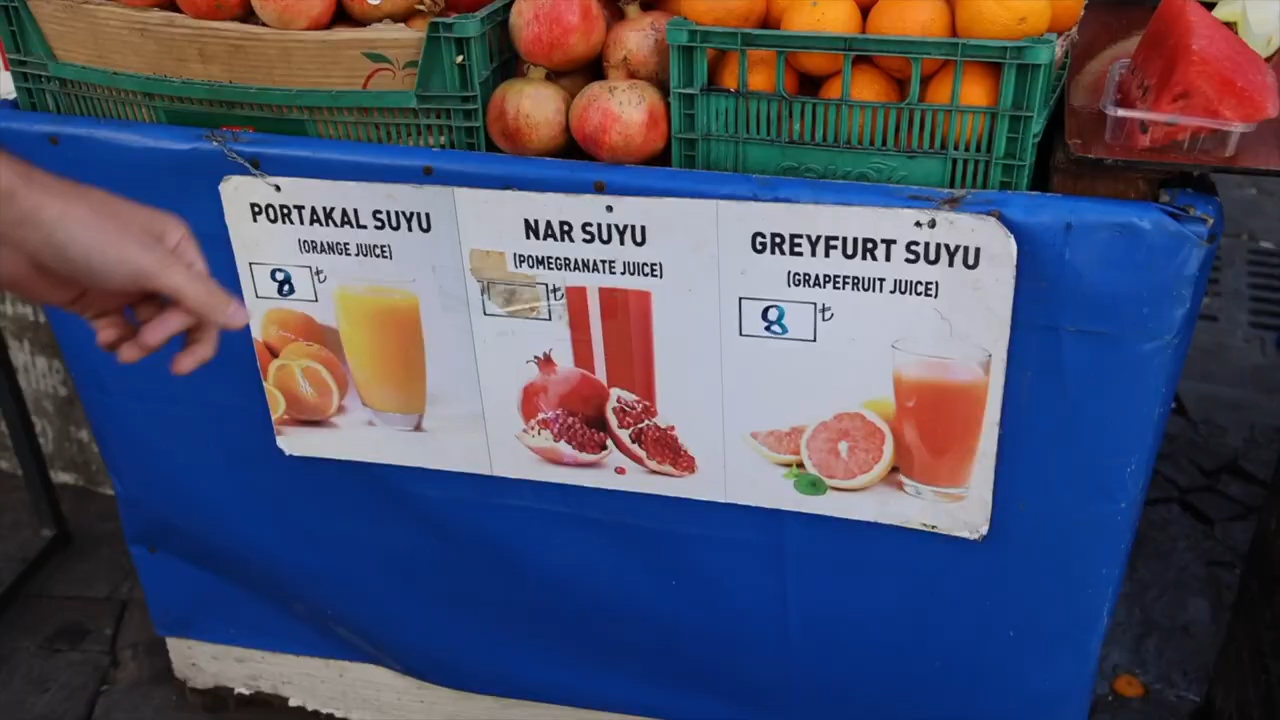 PORTAKAL SUYU
(ORANGE JUICE)
8 ₺
NAR SUYU
(POMEGRANATE JUICE)
₺
GREYFURT SUYU
(GRAPEFRUIT JUICE)
8 ₺